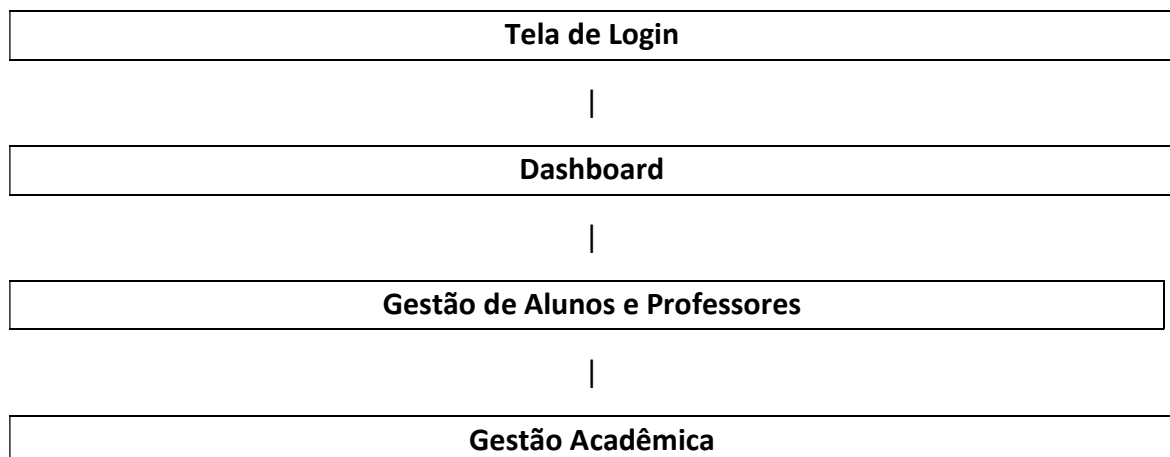 Tela de Login
|
Dashboard
|
Gestão de Alunos e Professores
|
Gestão Acadêmica